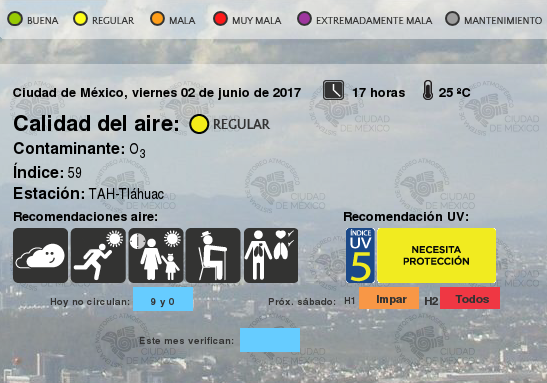 BUENA REGULAR MALA MUY MALA EXTREMADAMENTE MALA MANTENIMIENTO
Ciudad de México, viernes 02 de junio de 2017 17 horas 25 ºC
Calidad del aire: REGULAR
Contaminante: O3
Índice: 59
Estación: TAH-Tláhuac
Recomendaciones aire: Recomendación UV:
ÍNDICE UV 5 NECESITA PROTECCIÓN
Hoy no circulan: 9 y 0 Próx. sábado: H1 Impar H2 Todos
Este mes verifican:
CIUDAD DE MÉXICO